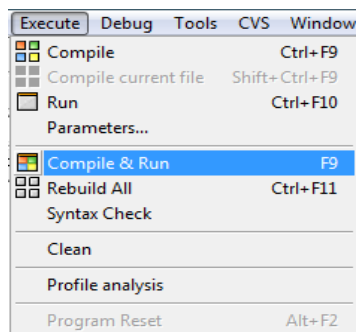 Execute Debug Tools CVS Window
Compile Ctrl+F9
Compile current file Shift+Ctrl+F9
Run Ctrl+F10
Parameters...
Compile & Run F9
Rebuild All Ctrl+F11
Syntax Check
Clean
Profile analysis
Program Reset Alt+F2